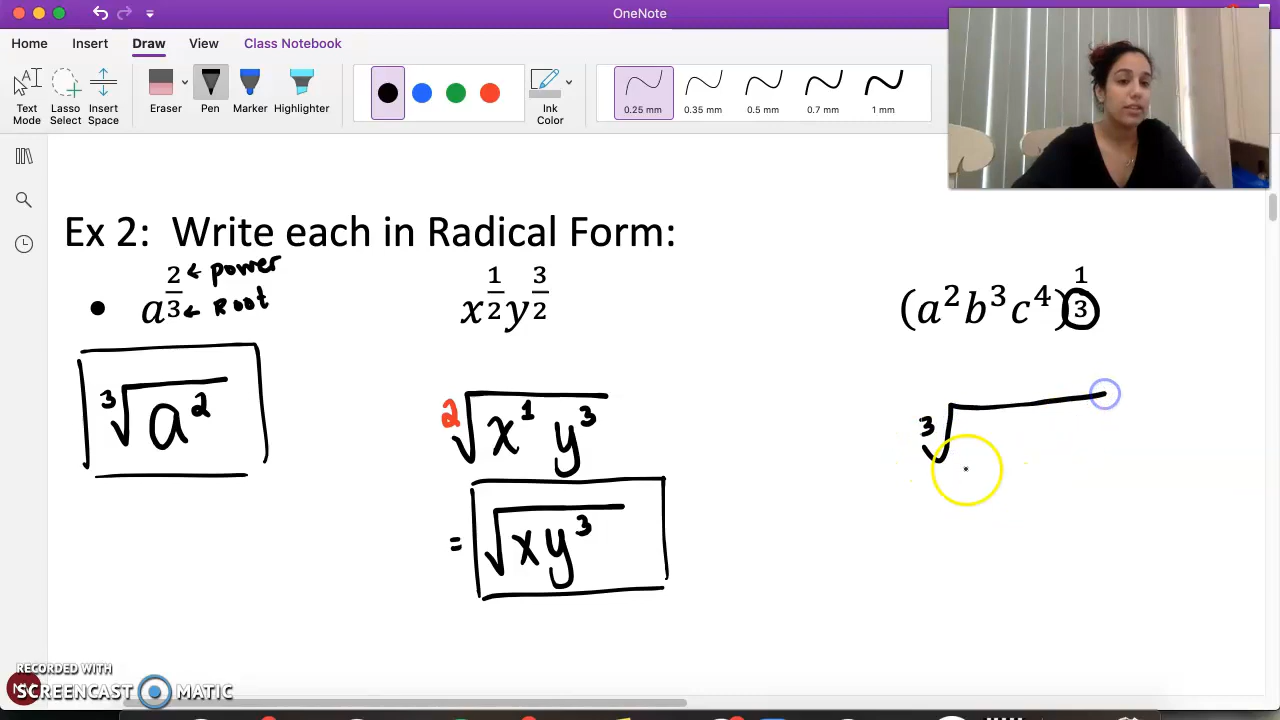 OneNote
Home Insert Draw View Class Notebook
Text Mode
Lasso Select
Insert Space
Eraser
Pen
Marker
Highlighter
Ink Color
0.25 mm
0.35 mm
0.5 mm
0.7 mm
1 mm
Ex 2: Write each in Radical Form:
• a^(2/3) ← power ← Root
x^(1/2) y^(3/2)
(a²b³c⁴)^(1/3)
∛a²
²√x¹ y³
= √xy³
³√
RECORDED WITH
SCREENCAST MATIC